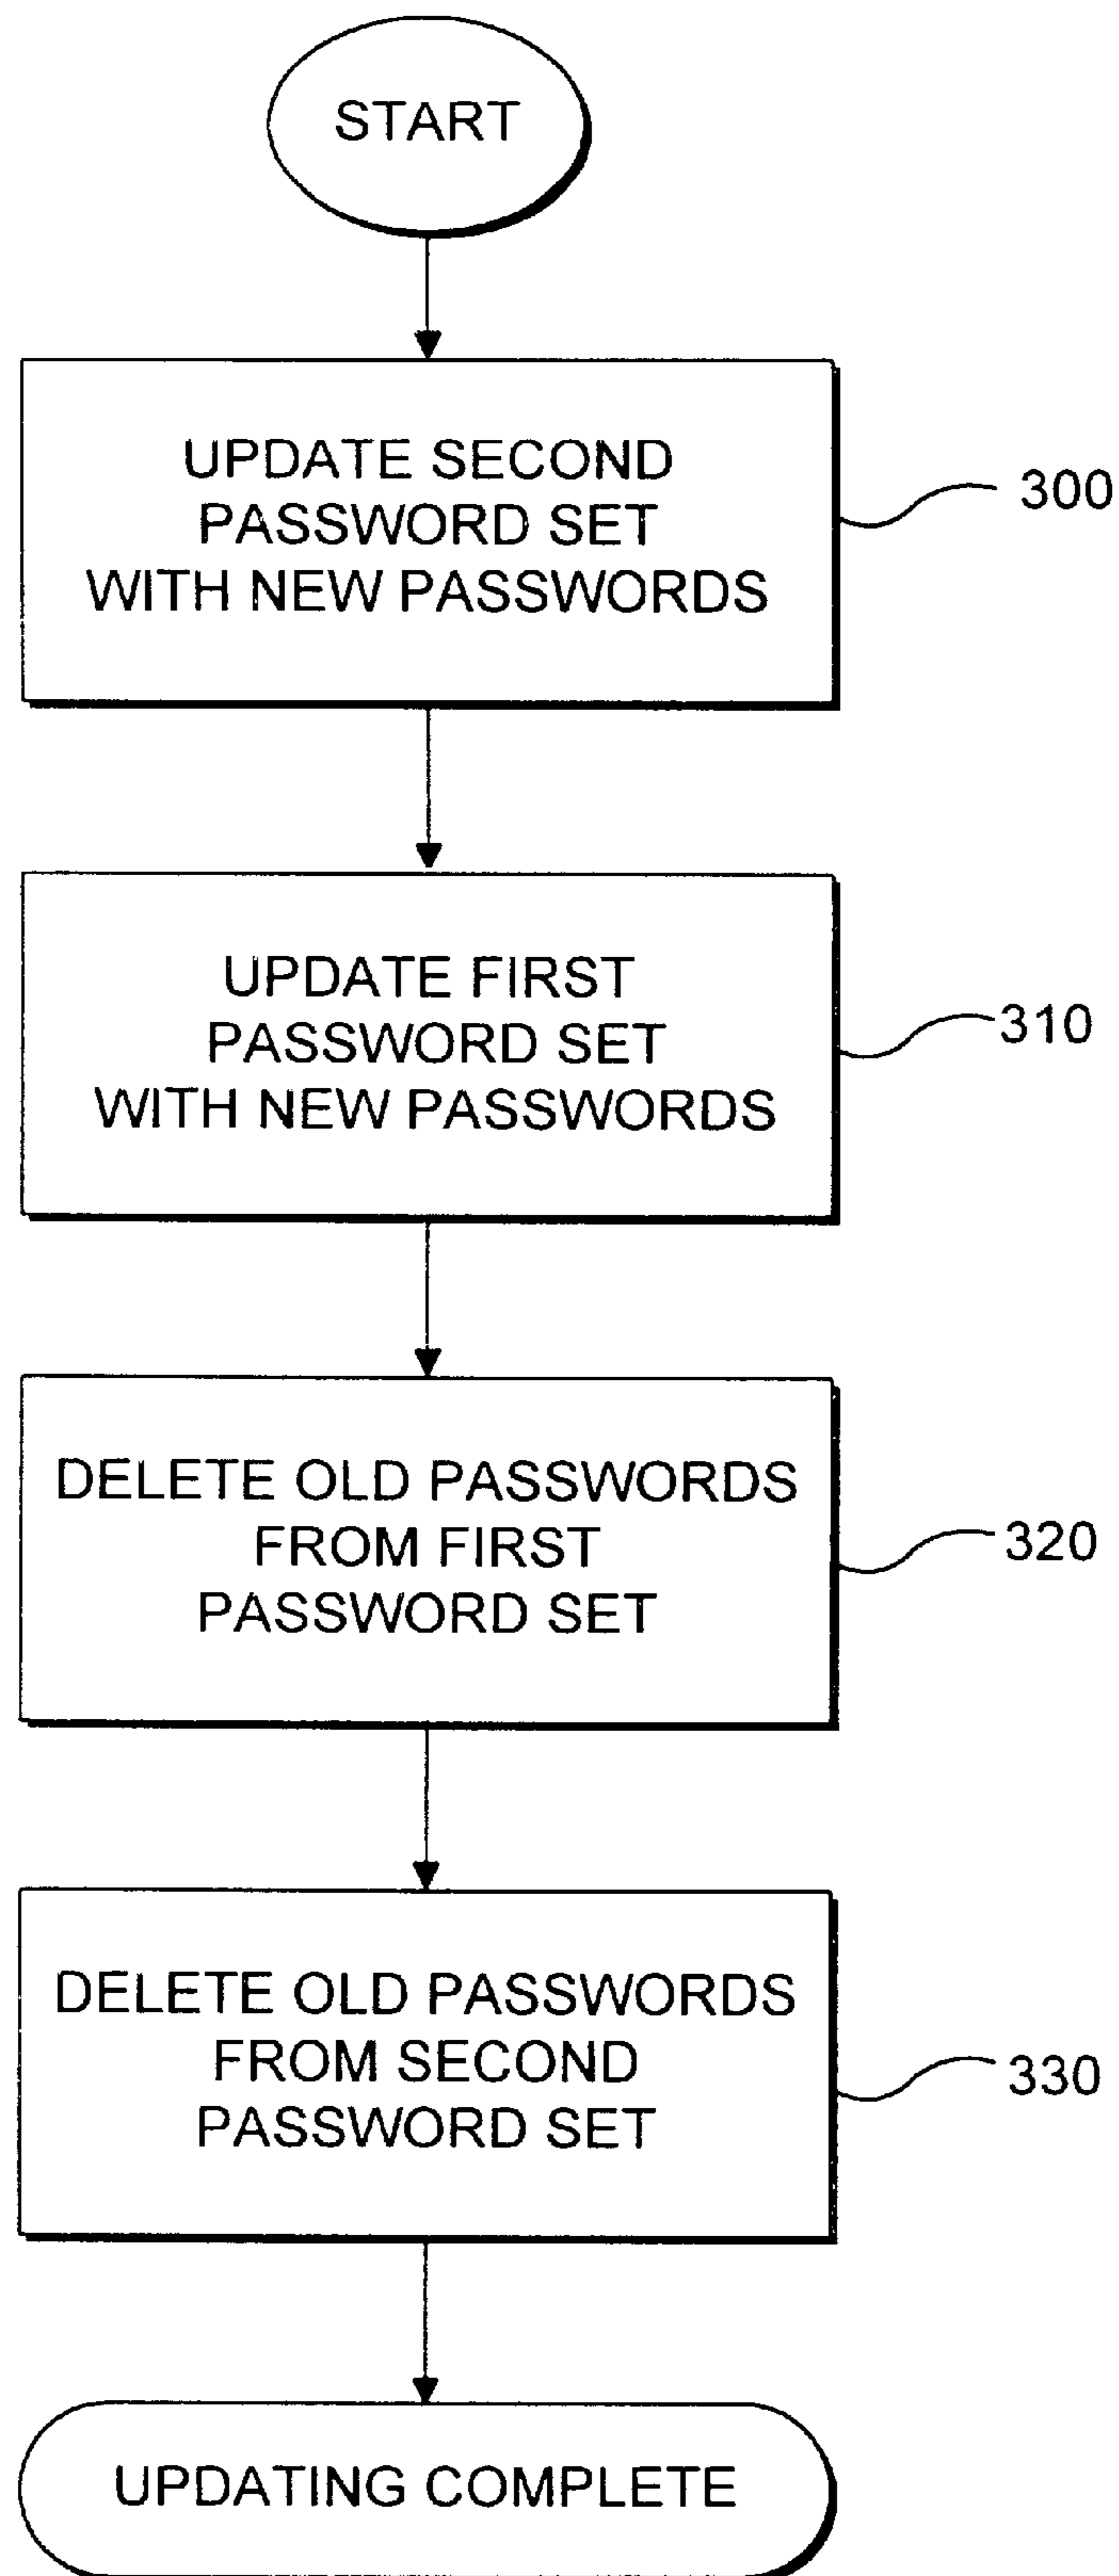 START
UPDATE SECOND
PASSWORD SET
WITH NEW PASSWORDS
300
UPDATE FIRST
PASSWORD SET
WITH NEW PASSWORDS
310
DELETE OLD PASSWORDS
FROM FIRST
PASSWORD SET
320
DELETE OLD PASSWORDS
FROM SECOND
PASSWORD SET
330
UPDATING COMPLETE